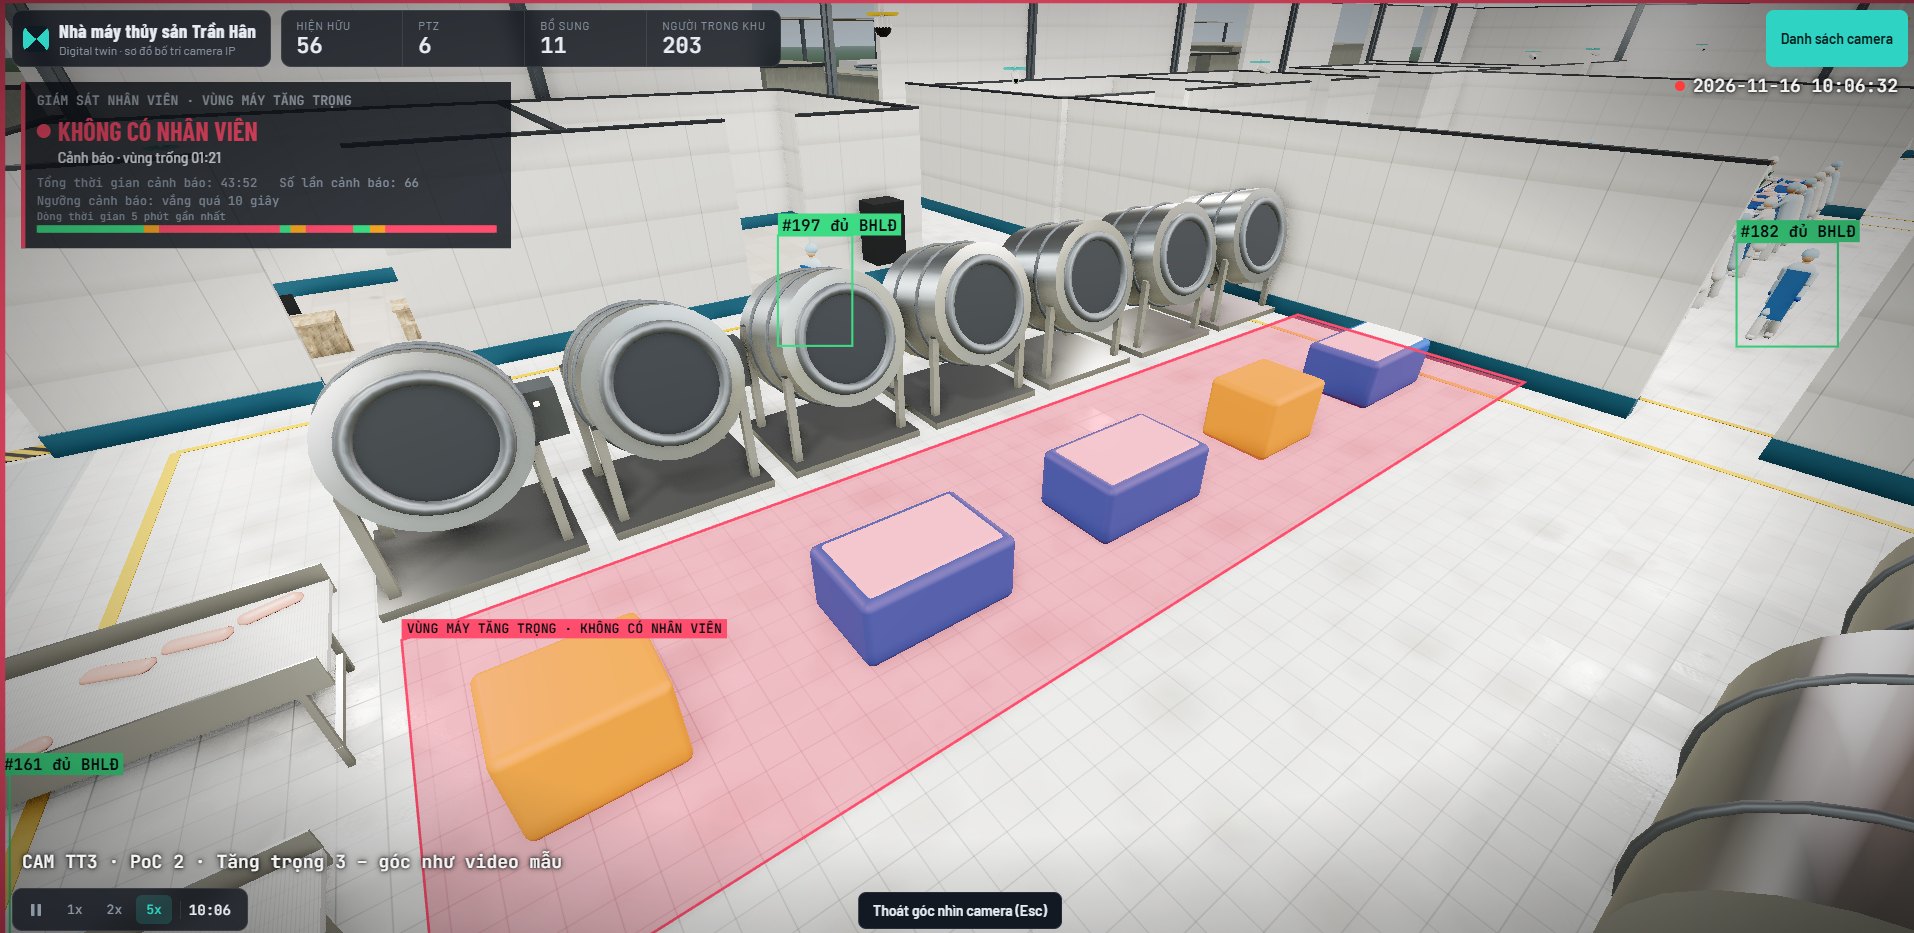 Nhà máy thủy sản Trần Hân
Digital twin · sơ đồ bố trí camera IP
HIỆN HỮU
56
PTZ
6
BỔ SUNG
11
NGƯỜI TRONG KHU
203
Danh sách camera
2026-11-16 10:06:32
GIÁM SÁT NHÂN VIÊN · VÙNG MÁY TĂNG TRỌNG
KHÔNG CÓ NHÂN VIÊN
Cảnh báo · vùng trống 01:21
Tổng thời gian cảnh báo: 43:52 Số lần cảnh báo: 66
Ngưỡng cảnh báo: vắng quá 10 giây
Dòng thời gian 5 phút gần nhất
#197 đủ BHLĐ
#182 đủ BHLĐ
VÙNG MÁY TĂNG TRỌNG · KHÔNG CÓ NHÂN VIÊN
#161 đủ BHLĐ
CAM TT3 · PoC 2 · Tăng trọng 3 – góc như video mẫu
1x 2x 5x 10:06
Thoát góc nhìn camera (Esc)